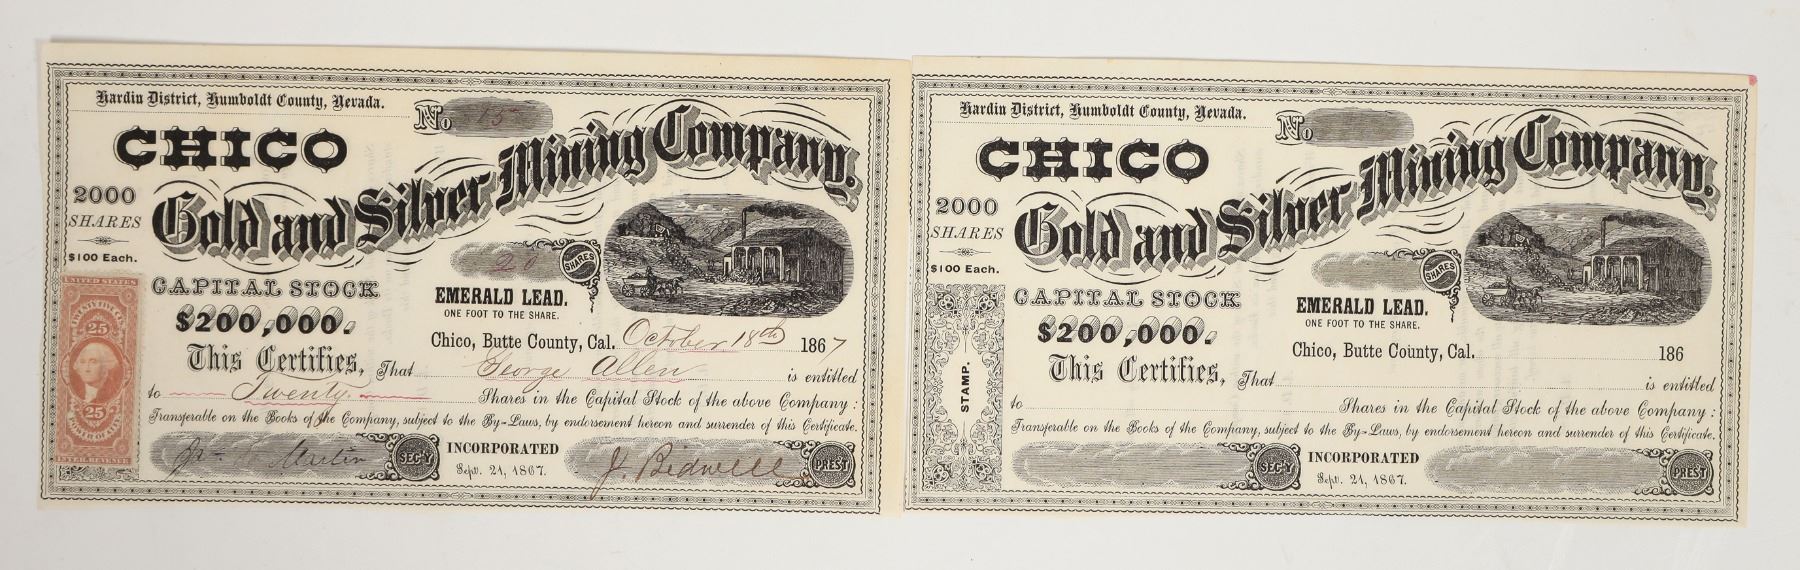 Hardin District, Humboldt County, Nevada.
No 15
CHICO
Gold and Silver Mining Company.
2000
SHARES
$100 Each.
20
SHARES
CAPITAL STOCK
$200,000.
EMERALD LEAD.
ONE FOOT TO THE SHARE.
Chico, Butte County, Cal. October 18th 1867
This Certifies, That George Allen is entitled
to Twenty Shares in the Capital Stock of the above Company:
Transferable on the Books of the Company, subject to the By-Laws, by endorsement hereon and surrender of this Certificate.
INCORPORATED
Sept. 21, 1867.
SEC'Y
J. Bidwell
PREST
UNITED STATES
25
25
INTER. REVENUE
Hardin District, Humboldt County, Nevada.
No
CHICO
Gold and Silver Mining Company.
2000
SHARES
$100 Each.
SHARES
CAPITAL STOCK
$200,000.
EMERALD LEAD.
ONE FOOT TO THE SHARE.
Chico, Butte County, Cal. 186
This Certifies, That is entitled
to Shares in the Capital Stock of the above Company:
Transferable on the Books of the Company, subject to the By-Laws, by endorsement hereon and surrender of this Certificate.
STAMP.
SEC'Y
INCORPORATED
Sept. 21, 1867.
PREST